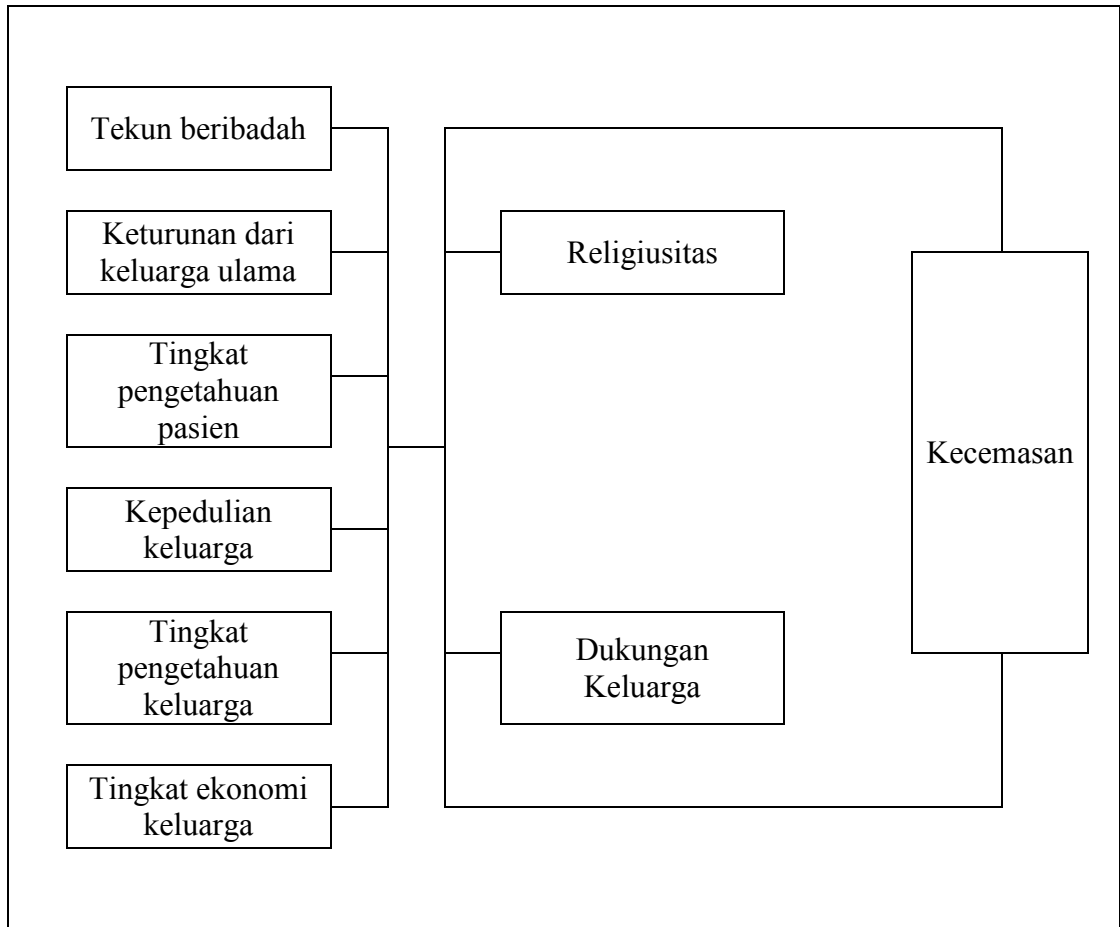 Tekun beribadah
Keturunan dari
keluarga ulama
Tingkat
pengetahuan
pasien
Kepedulian
keluarga
Tingkat
pengetahuan
keluarga
Tingkat ekonomi
keluarga
Religiusitas
Dukungan
Keluarga
Kecemasan